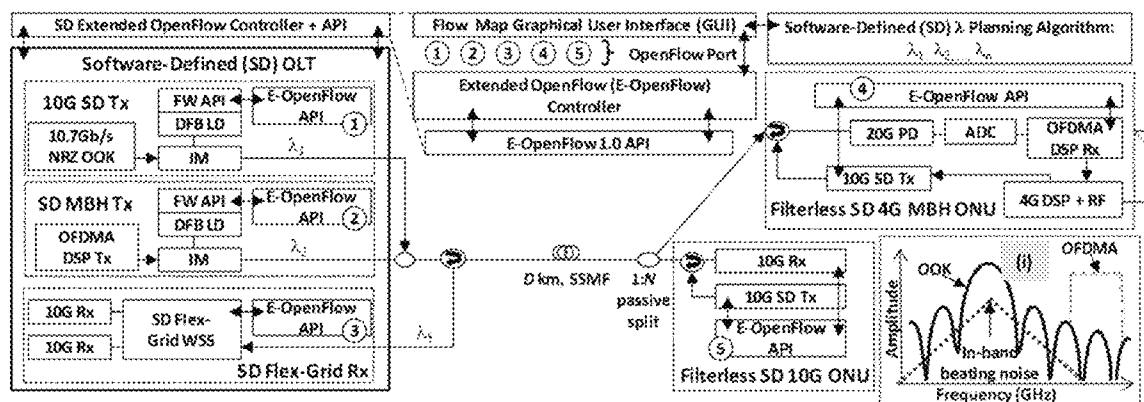 SD Extended OpenFlow Controller + API
Software-Defined (SD) OLT
10G SD Tx
FW API
DFB LD
E-OpenFlow
API
1
10.7Gb/s
NRZ OOK
IM
SD MBH Tx
FW API
DFB LD
E-OpenFlow
API
2
OFDMA
DSP Tx
IM
10G Rx
10G Rx
SD Flex-
Grid WSS
E-OpenFlow
API
3
SD Flex-Grid Rx
Flow Map Graphical User Interface (GUI)
1 2 3 4 5
OpenFlow
Port
Extended OpenFlow (E-OpenFlow)
Controller
E-OpenFlow 1.0 API
D km, SSMF
1:N
passive
split
Software-Defined (SD) λ Planning Algorithm:
λ1, λ2, ... λn
4
E-OpenFlow API
20G PD
ADC
OFDMA
DSP Rx
10G SD Tx
4G DSP + RF
Filterless SD 4G MBH ONU
10G Rx
10G SD Tx
E-OpenFlow
API
5
Filterless SD 10G ONU
Amplitude
OOK
(i)
OFDMA
In-band
beating noise
Frequency (GHz)